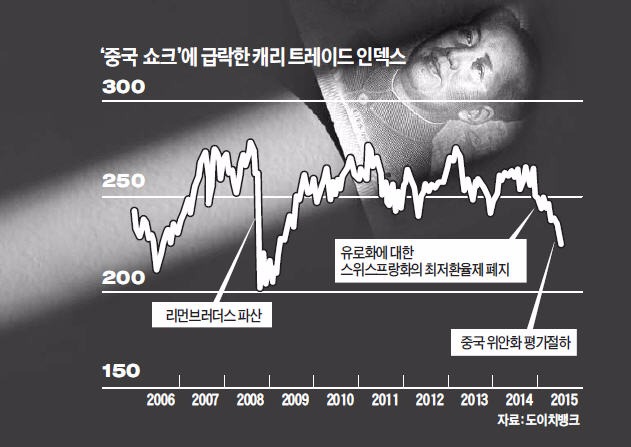 ‘중국 쇼크’에 급락한 캐리 트레이드 인덱스
300
250
유로화에 대한
스위스프랑화의 최저환율제 폐지
200
리먼브러더스 파산
중국 위안화 평가절하
150
2006 2007 2008 2009 2010 2011 2012 2013 2014 2015
자료: 도이치뱅크